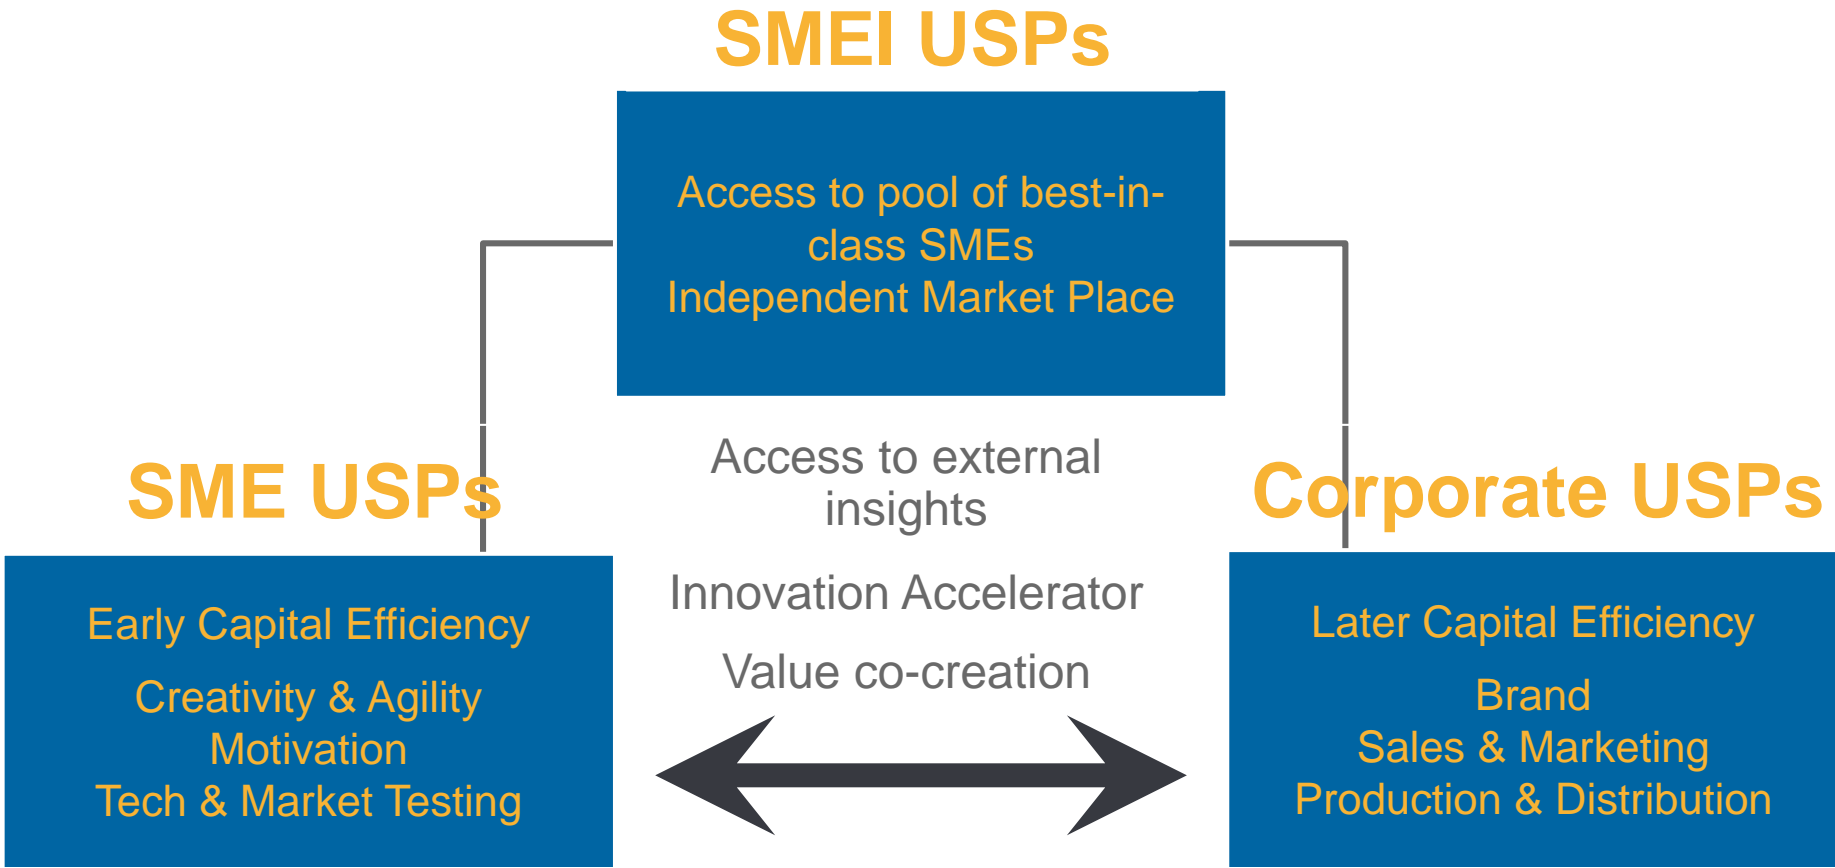 SMEI USPs
Access to pool of best-in-
class SMEs
Independent Market Place
Access to external
insights
Innovation Accelerator
Value co-creation
SME USPs
Early Capital Efficiency
Creativity & Agility
Motivation
Tech & Market Testing
Corporate USPs
Later Capital Efficiency
Brand
Sales & Marketing
Production & Distribution